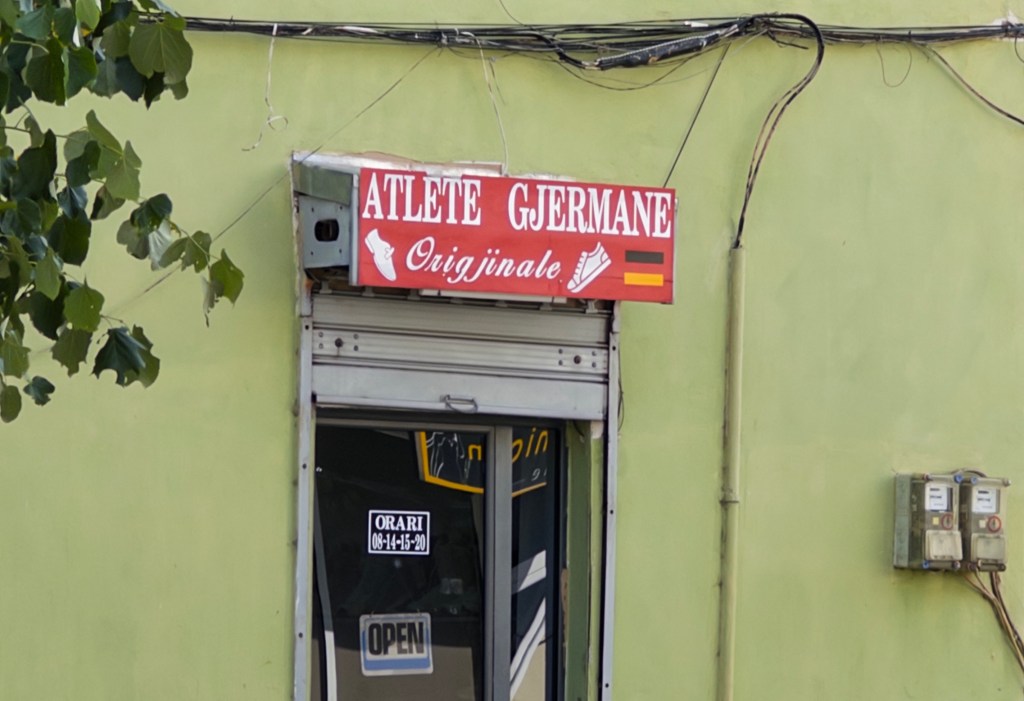 ATLETE GJERMANE
Origjinale
ORARI
08-14-15-20
OPEN